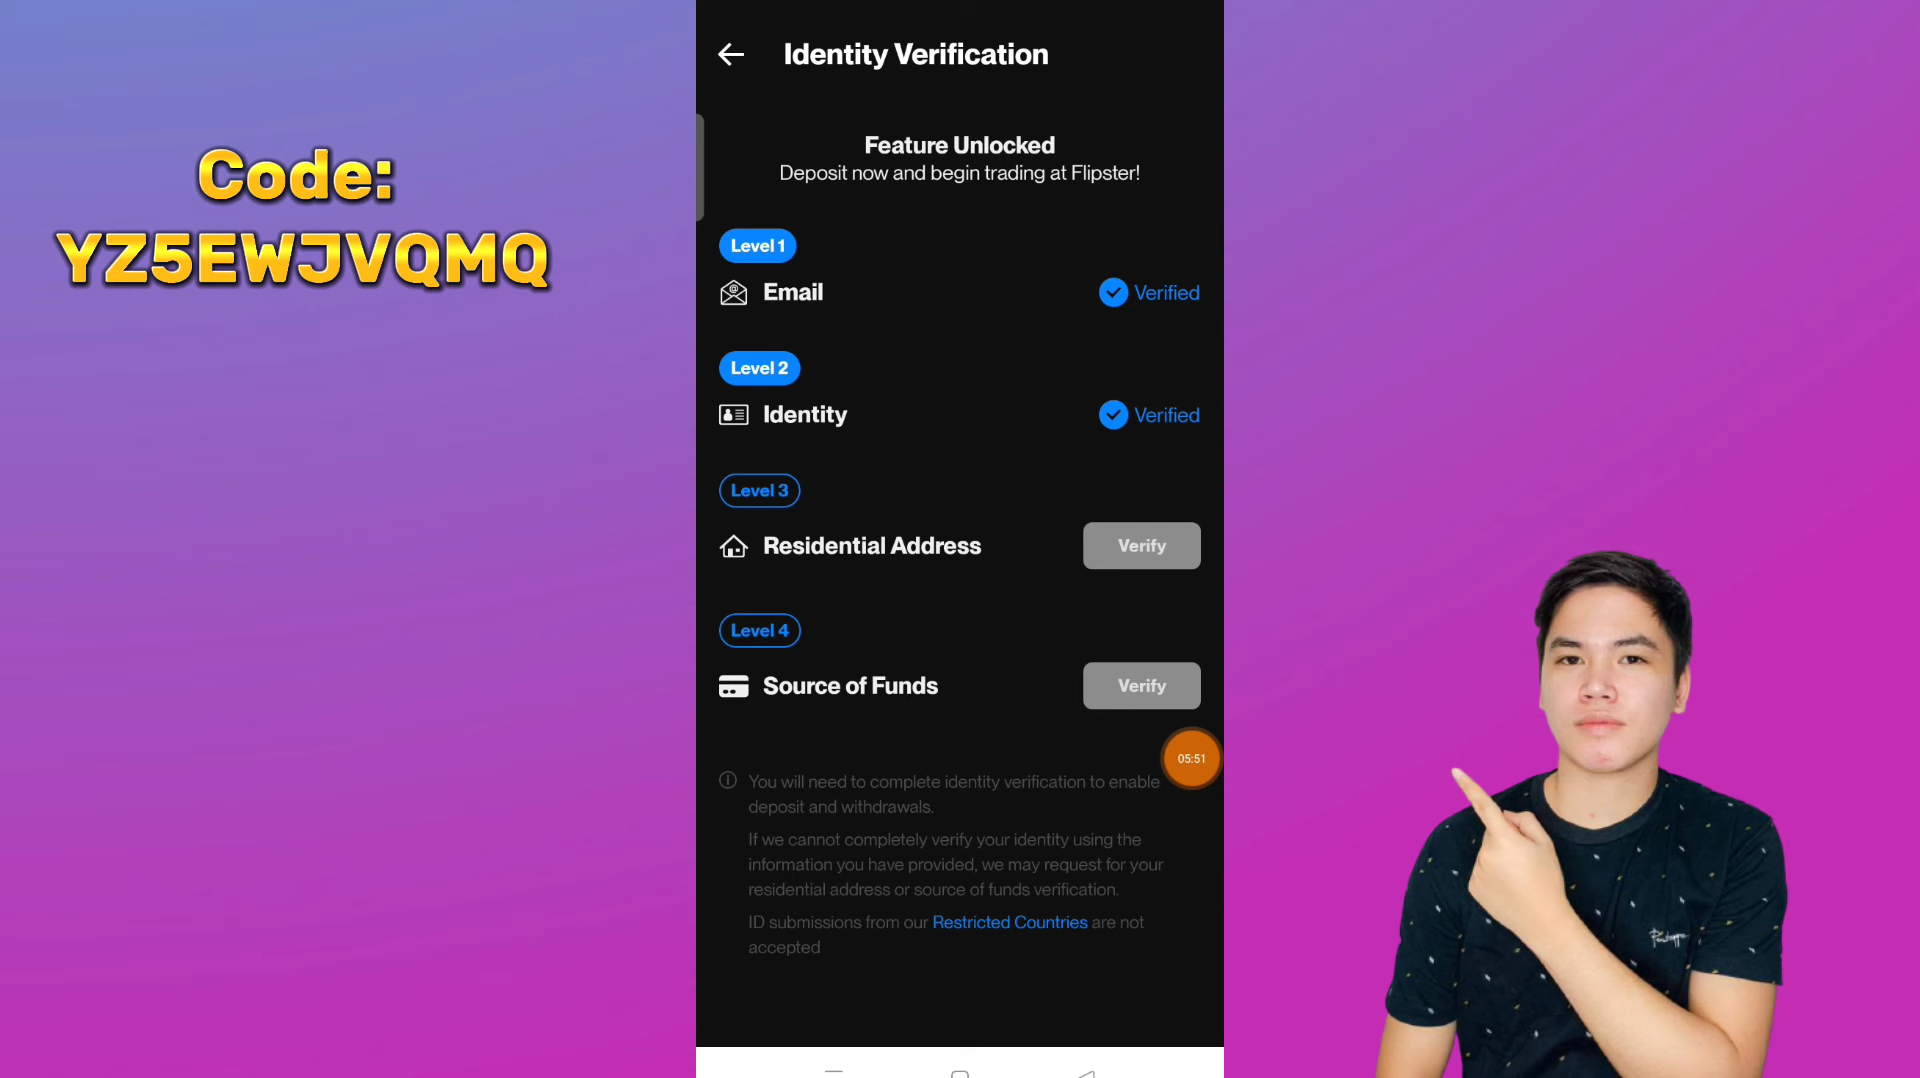 Code:
YZ5EWJVQMQ
Identity Verification
Feature Unlocked
Deposit now and begin trading at Flipster!
Level 1
Email
Verified
Level 2
Identity
Verified
Level 3
Residential Address
Verify
Level 4
Source of Funds
Verify
05:51
You will need to complete identity verification to enable
deposit and withdrawals.
If we cannot completely verify your identity using the
information you have provided, we may request for your
residential address or source of funds verification.
ID submissions from our Restricted Countries are not
accepted